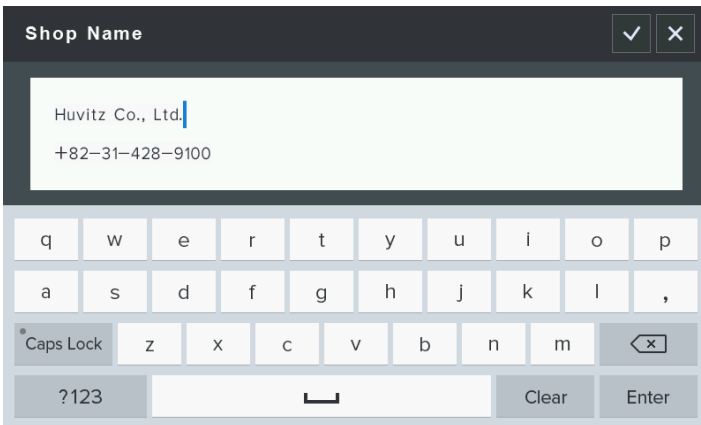 Shop Name
Huvitz Co., Ltd.
+82–31–428–9100
q w e r t y u i o p
a s d f g h j k l ,
Caps Lock z x c v b n m
?123 Clear Enter